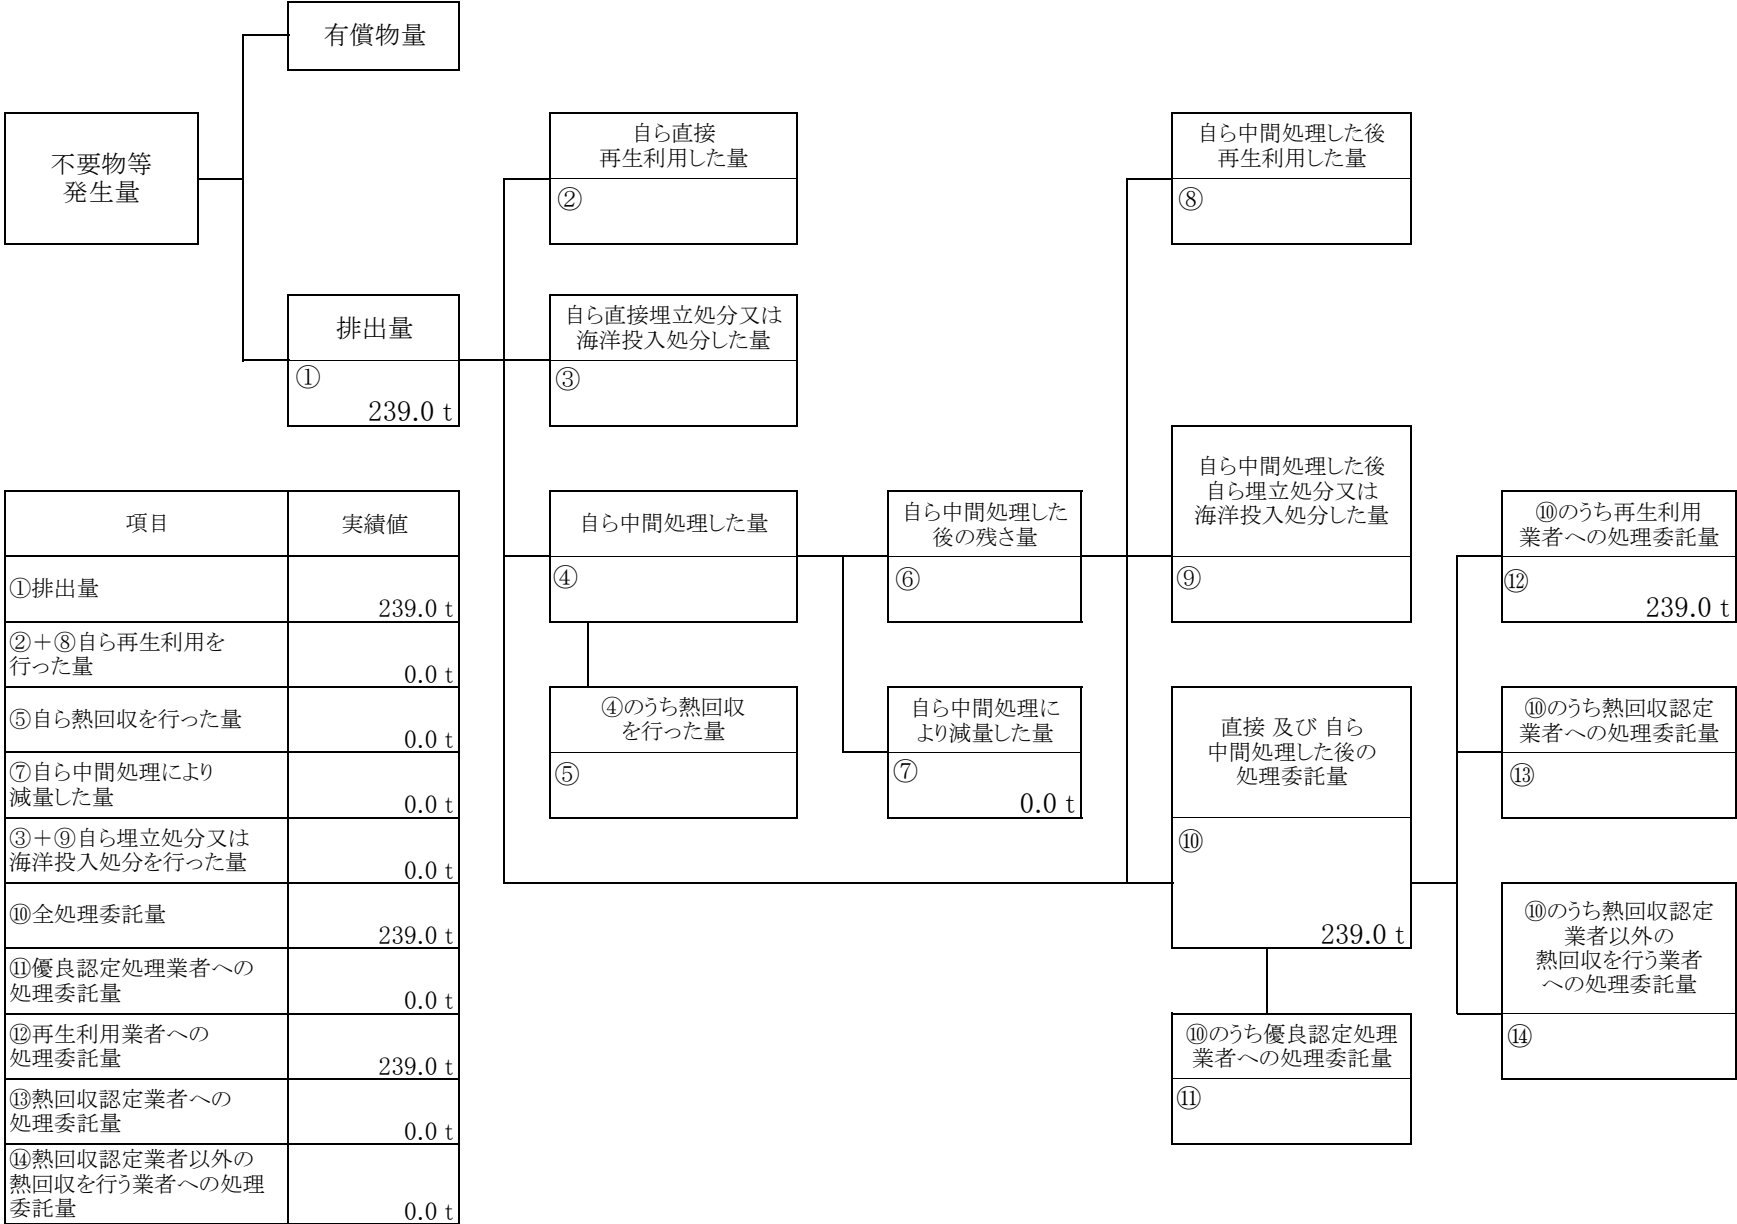 有償物量
不要物等
発生量
自ら直接
再生利用した量
②
自ら中間処理した後
再生利用した量
⑧
排出量
①
239.0 t
自ら直接埋立処分又は
海洋投入処分した量
③
自ら中間処理した量
④
自ら中間処理した
後の残さ量
⑥
自ら中間処理した後
自ら埋立処分又は
海洋投入処分した量
⑨
⑩のうち再生利用
業者への処理委託量
⑫
239.0 t
④のうち熱回収
を行った量
⑤
自ら中間処理に
より減量した量
⑦
0.0 t
直接 及び 自ら
中間処理した後の
処理委託量
⑩
239.0 t
⑩のうち熱回収認定
業者への処理委託量
⑬
⑩のうち熱回収認定
業者以外の
熱回収を行う業者
への処理委託量
⑭
⑩のうち優良認定処理
業者への処理委託量
⑪
項目 実績値
①排出量
239.0 t
②＋⑧自ら再生利用を
行った量
0.0 t
⑤自ら熱回収を行った量
0.0 t
⑦自ら中間処理により
減量した量
0.0 t
③＋⑨自ら埋立処分又は
海洋投入処分を行った量
0.0 t
⑩全処理委託量
239.0 t
⑪優良認定処理業者への
処理委託量
0.0 t
⑫再生利用業者への
処理委託量
239.0 t
⑬熱回収認定業者への
処理委託量
0.0 t
⑭熱回収認定業者以外の
熱回収を行う業者への処理
委託量
0.0 t